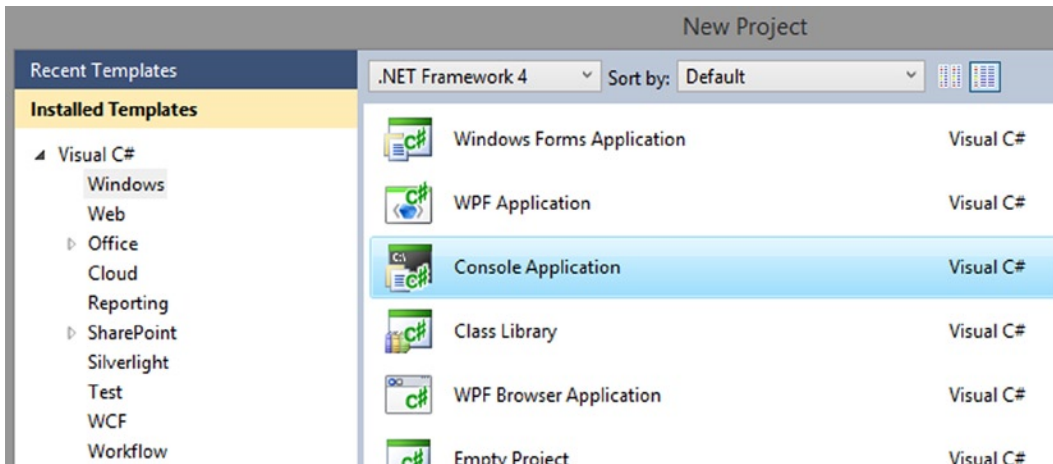 New Project
Recent Templates
Installed Templates
Visual C#
Windows
Web
Office
Cloud
Reporting
SharePoint
Silverlight
Test
WCF
Workflow
.NET Framework 4 Sort by: Default
Windows Forms Application Visual C#
WPF Application Visual C#
Console Application Visual C#
Class Library Visual C#
WPF Browser Application Visual C#
Empty Project Visual C#